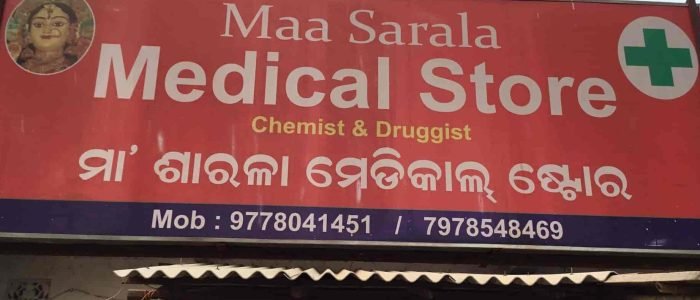 Maa Sarala
Medical Store
Chemist & Druggist
ମା' ଶାରଳା ମେଡିକାଲ୍ ଷ୍ଟୋର
Mob : 9778041451 / 7978548469